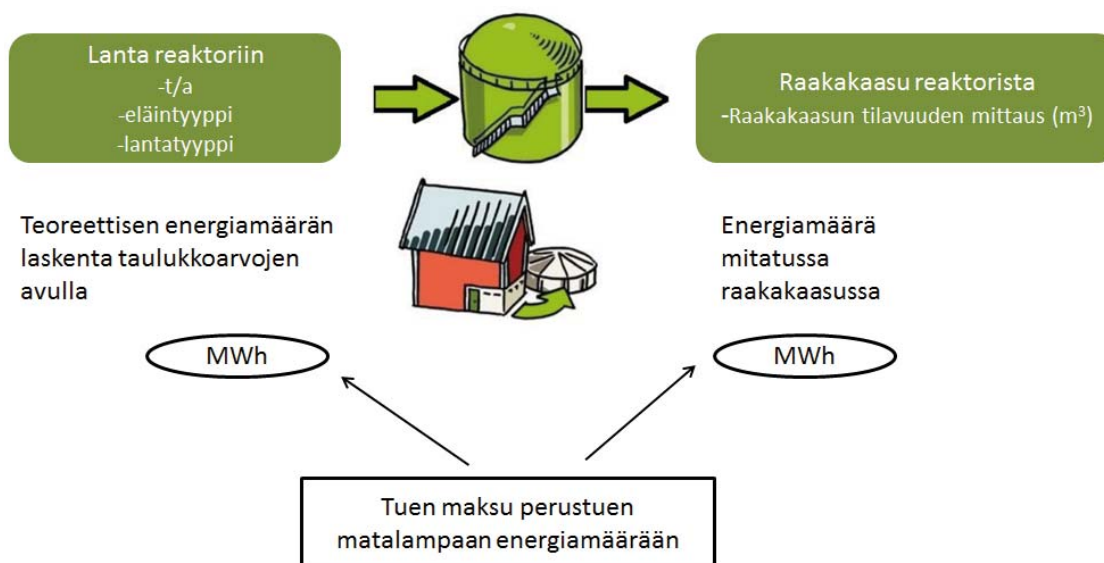 Lanta reaktoriin
-t/a
-eläintyyppi
-lantatyyppi
Raakakaasu reaktorista
-Raakakaasun tilavuuden mittaus (m³)
Teoreettisen energiamäärän
laskenta taulukkoarvojen
avulla
Energiamäärä
mitatussa
raakakaasussa
MWh
MWh
Tuen maksu perustuen
matalampaan energiamäärään